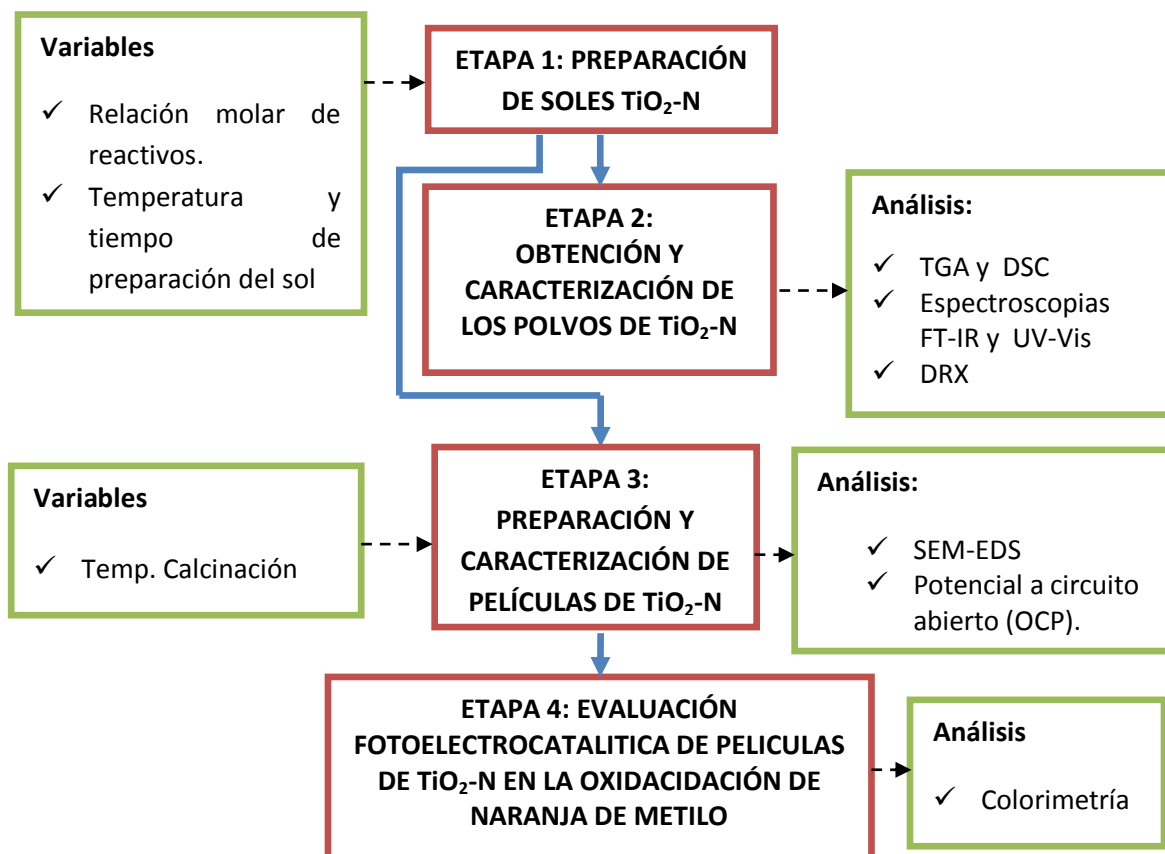 Variables
✓ Relación molar de
reactivos.
✓ Temperatura y
tiempo de
preparación del sol
ETAPA 1: PREPARACIÓN
DE SOLES TiO₂-N
ETAPA 2:
OBTENCIÓN Y
CARACTERIZACIÓN DE
LOS POLVOS DE TiO₂-N
Análisis:
✓ TGA y DSC
✓ Espectroscopias
FT-IR y UV-Vis
✓ DRX
Variables
✓ Temp. Calcinación
ETAPA 3:
PREPARACIÓN Y
CARACTERIZACIÓN DE
PELÍCULAS DE TiO₂-N
Análisis:
✓ SEM-EDS
✓ Potencial a circuito
abierto (OCP).
ETAPA 4: EVALUACIÓN
FOTOELECTROCATALITICA DE PELICULAS
DE TiO₂-N EN LA OXIDACIDACIÓN DE
NARANJA DE METILO
Análisis
✓ Colorimetría